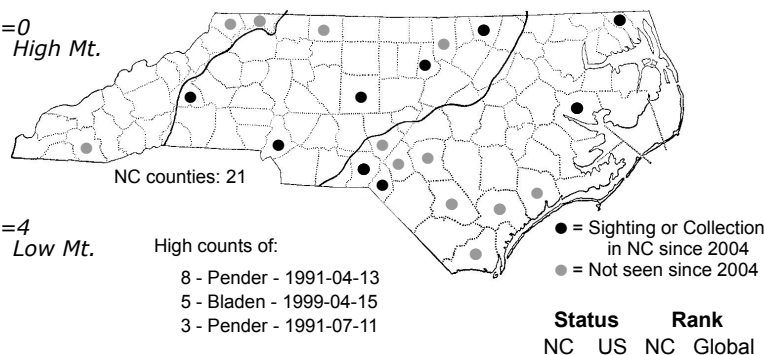 =0
High Mt.
NC counties: 21
=4
Low Mt.
High counts of:
8 - Pender - 1991-04-13
5 - Bladen - 1999-04-15
3 - Pender - 1991-07-11
= Sighting or Collection
in NC since 2004
= Not seen since 2004
Status Rank
NC US NC Global